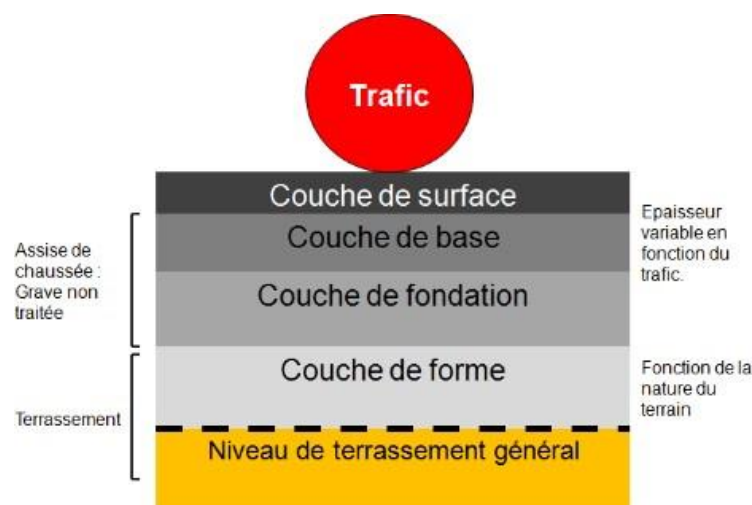 Trafic
Couche de surface
Couche de base
Couche de fondation
Couche de forme
Niveau de terrassement général
Assise de
chaussée :
Grave non
traitée
Terrassement
Epaisseur
variable en
fonction du
trafic.
Fonction de la
nature du
terrain